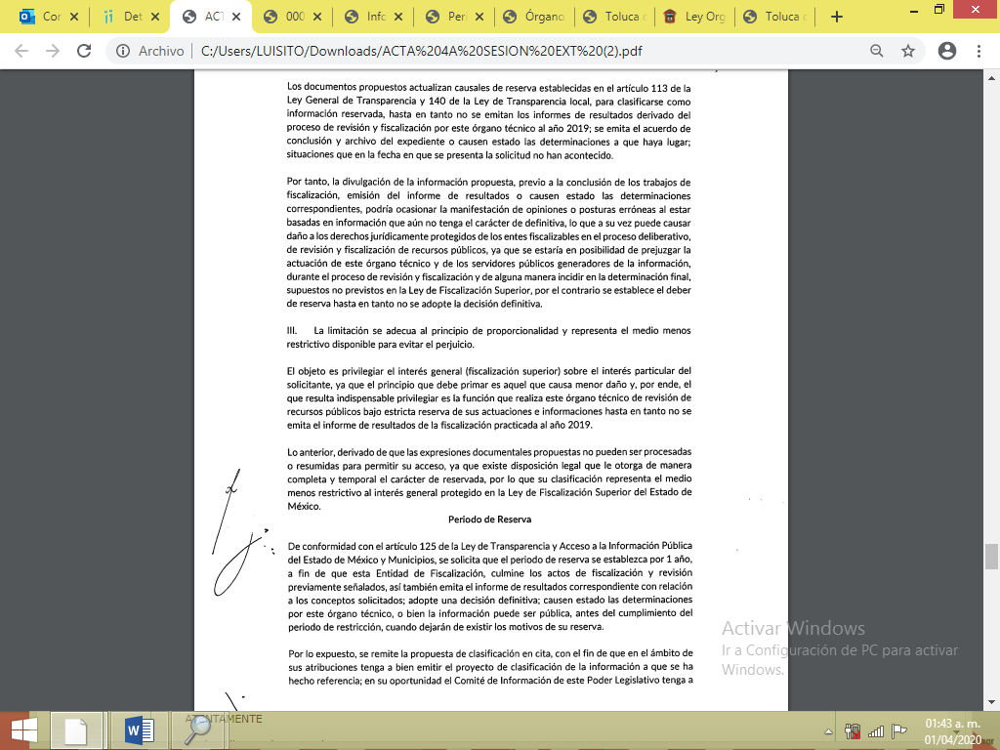 Cor
Det
ACT
000
Info
Peri
Órgano
Toluca
Ley Org
Toluca
Archivo | C:/Users/LUISITO/Downloads/ACTA%204A%20SESION%20EXT%20(2).pdf
Los documentos propuestos actualizan causales de reserva establecidas en el artículo 113 de la
Ley General de Transparencia y 140 de la Ley de Transparencia local, para clasificarse como
información reservada, hasta en tanto no se emitan los informes de resultados derivado del
proceso de revisión y fiscalización por este órgano técnico al año 2019; se emita el acuerdo de
conclusión y archivo del expediente o causen estado las determinaciones a que haya lugar;
situaciones que en la fecha en que se presenta la solicitud no han acontecido.
Por tanto, la divulgación de la información propuesta, previo a la conclusión de los trabajos de
fiscalización, emisión del informe de resultados o causen estado las determinaciones
correspondientes, podría ocasionar la manifestación de opiniones o posturas erróneas al estar
basadas en información que aún no tenga el carácter de definitiva, lo que a su vez puede causar
daño a los derechos jurídicamente protegidos de los entes fiscalizables en el proceso deliberativo,
de revisión y fiscalización de recursos públicos, ya que se estaría en posibilidad de prejuzgar la
actuación de este órgano técnico y de los servidores públicos generadores de la información,
durante el proceso de revisión y fiscalización y de alguna manera incidir en la determinación final,
supuestos no previstos en la Ley de Fiscalización Superior, por el contrario se establece el deber
de reserva hasta en tanto no se adopte la decisión definitiva.
III. La limitación se adecua al principio de proporcionalidad y representa el medio menos
restrictivo disponible para evitar el perjuicio.
El objeto es privilegiar el interés general (fiscalización superior) sobre el interés particular del
solicitante, ya que el principio que debe primar es aquel que causa menor daño y, por ende, el
que resulta indispensable privilegiar es la función que realiza este órgano técnico de revisión de
recursos públicos bajo estricta reserva de sus actuaciones e informaciones hasta en tanto no se
emita el informe de resultados de la fiscalización practicada al año 2019.
Lo anterior, derivado de que las expresiones documentales propuestas no pueden ser procesadas
o resumidas para permitir su acceso, ya que existe disposición legal que le otorga de manera
completa y temporal el carácter de reservada, por lo que su clasificación representa el medio
menos restrictivo al interés general protegido en la Ley de Fiscalización Superior del Estado de
México.
Periodo de Reserva
De conformidad con el artículo 125 de la Ley de Transparencia y Acceso a la Información Pública
del Estado de México y Municipios, se solicita que el periodo de reserva se establezca por 1 año,
a fin de que esta Entidad de Fiscalización, culmine los actos de fiscalización y revisión
previamente señalados, así también emita el informe de resultados correspondiente con relación
a los conceptos solicitados; adopte una decisión definitiva; causen estado las determinaciones
por este órgano técnico, o bien la información puede ser pública, antes del cumplimiento del
periodo de restricción, cuando dejarán de existir los motivos de su reserva.
Por lo expuesto, se remite la propuesta de clasificación en cita, con el fin de que en el ámbito de
sus atribuciones tenga a bien emitir el proyecto de clasificación de la información a que se ha
hecho referencia; en su oportunidad el Comité de Información de este Poder Legislativo tenga a
Activar Windows
Ir a Configuración de PC para activar
Windows.
ATENTAMENTE
01:43 a. m.
01/04/2020